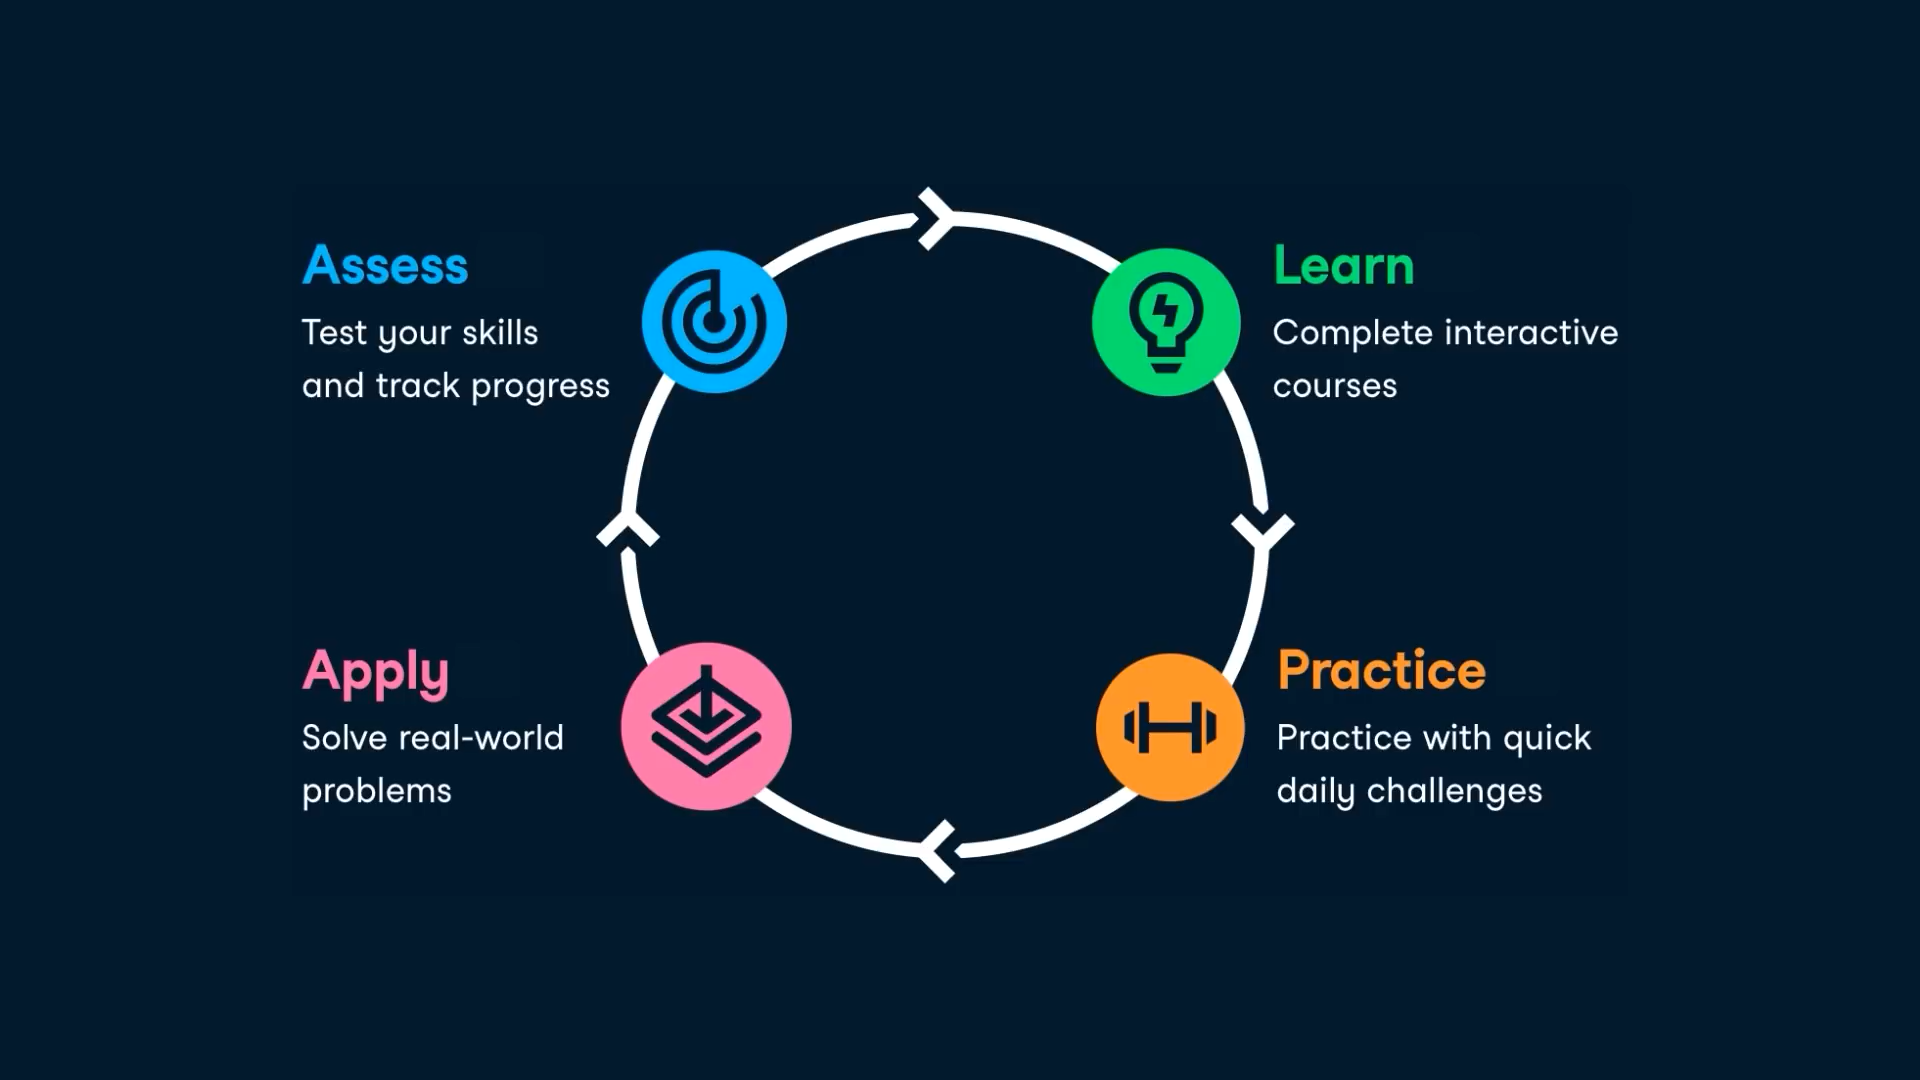 Assess
Test your skills
and track progress
Learn
Complete interactive
courses
Apply
Solve real-world
problems
Practice
Practice with quick
daily challenges